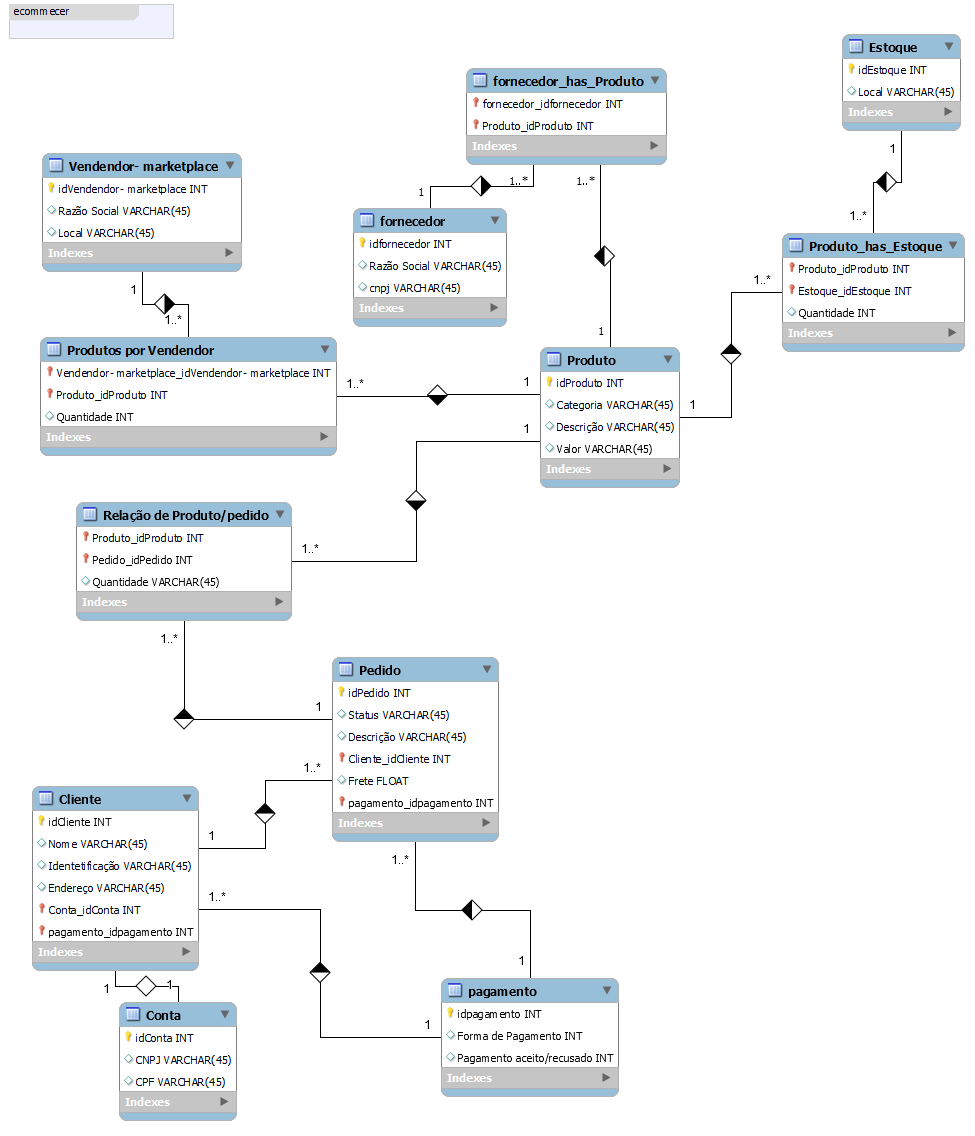 ecommecer
Estoque
idEstoque INT
Local VARCHAR(45)
Indexes
fornecedor_has_Produto
fornecedor_idfornecedor INT
Produto_idProduto INT
Indexes
1
1..*
1..*
1
1..*
Vendendor- marketplace
idVendendor- marketplace INT
Razão Social VARCHAR(45)
Local VARCHAR(45)
Indexes
fornecedor
idfornecedor INT
Razão Social VARCHAR(45)
cnpj VARCHAR(45)
Indexes
Produto_has_Estoque
Produto_idProduto INT
Estoque_idEstoque INT
Quantidade INT
Indexes
1
1..*
1
1..*
Produtos por Vendendor
Vendendor- marketplace_idVendendor- marketplace INT
Produto_idProduto INT
Quantidade INT
Indexes
Produto
idProduto INT
Categoria VARCHAR(45)
Descrição VARCHAR(45)
Valor VARCHAR(45)
Indexes
1..*
1
1
1
Relação de Produto/pedido
Produto_idProduto INT
Pedido_idPedido INT
Quantidade VARCHAR(45)
Indexes
1..*
1..*
1
Pedido
idPedido INT
Status VARCHAR(45)
Descrição VARCHAR(45)
Cliente_idCliente INT
Frete FLOAT
pagamento_idpagamento INT
Indexes
1..*
1
1..*
Cliente
idCliente INT
Nome VARCHAR(45)
Identetificação VARCHAR(45)
Endereço VARCHAR(45)
Conta_idConta INT
pagamento_idpagamento INT
Indexes
1..*
1
1
1
1
Conta
idConta INT
CNPJ VARCHAR(45)
CPF VARCHAR(45)
Indexes
pagamento
idpagamento INT
Forma de Pagamento INT
Pagamento aceito/recusado INT
Indexes